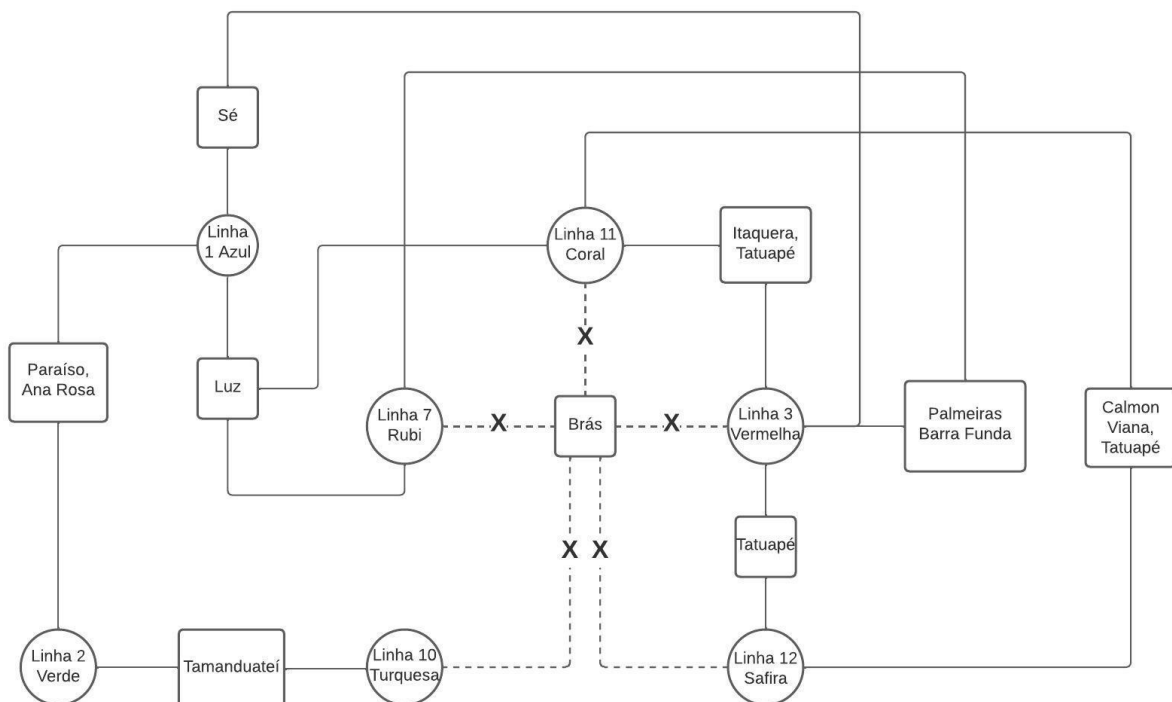 Sé
Linha
1 Azul
Linha 11
Coral
Itaquera,
Tatuapé
X
Paraíso,
Ana Rosa
Luz
Linha 7
Rubi
X
Brás
X
Linha 3
Vermelha
Palmeiras
Barra Funda
Calmon
Viana,
Tatuapé
X
X
Tatuapé
Linha 2
Verde
Tamanduateí
Linha 10
Turquesa
Linha 12
Safira